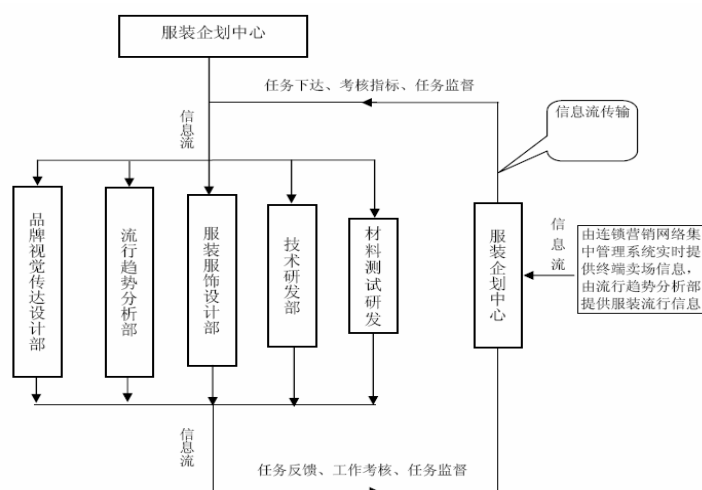 服装企划中心
任务下达、考核指标、任务监督
信息流传输
信息流
品牌视觉传达设计部
流行趋势分析部
服装服饰设计部
技术研发部
材料测试研发
服装企划中心
信息流
由连锁营销网络集
中管理系统实时提
供终端卖场信息，
由流行趋势分析部
提供服装流行信息
信息流
任务反馈、工作考核、任务监督